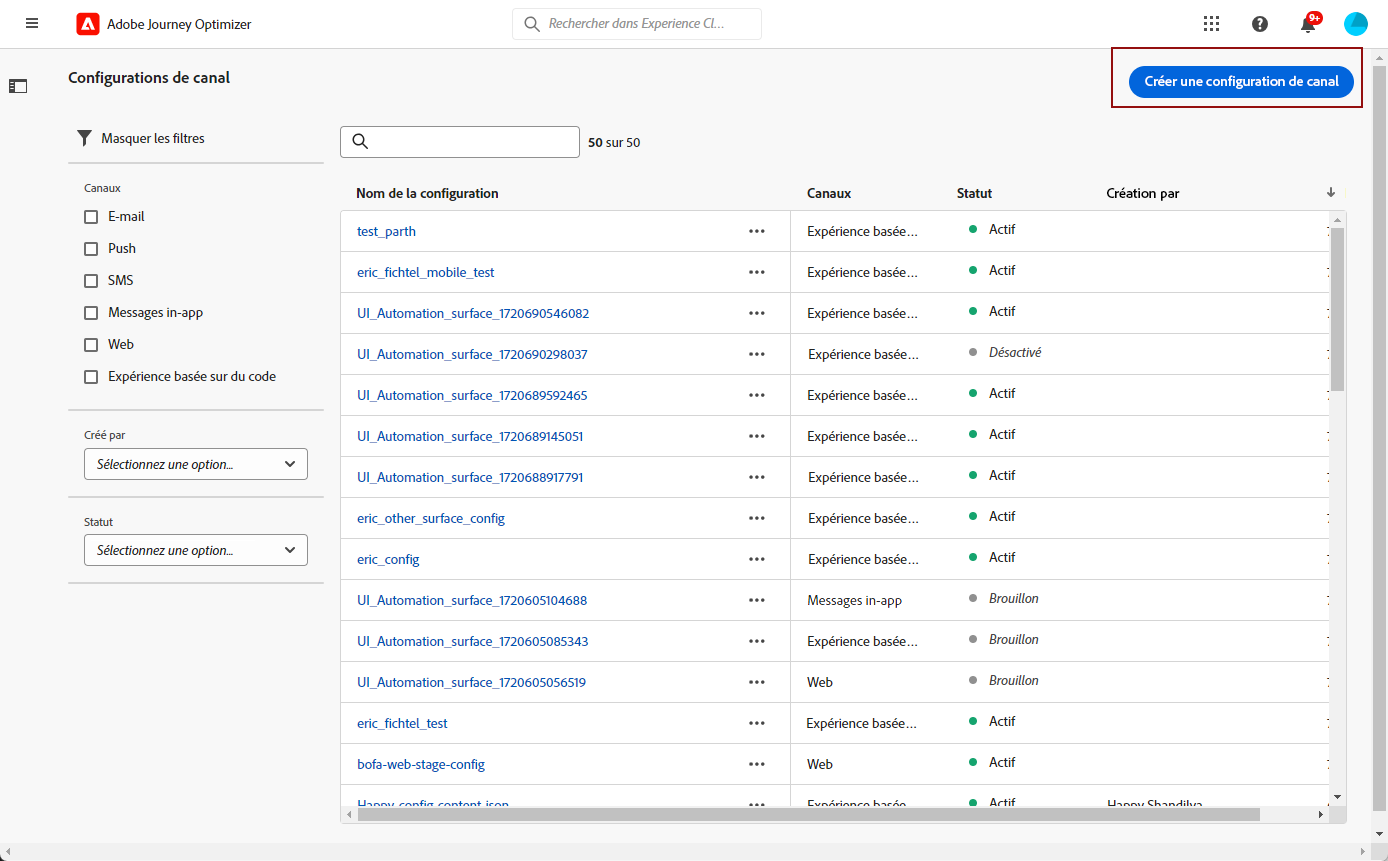 Adobe Journey Optimizer
Rechercher dans Experience Cl...
9+
Configurations de canal
Créer une configuration de canal
Masquer les filtres
50 sur 50
Canaux
E-mail
Push
SMS
Messages in-app
Web
Expérience basée sur du code
Créé par
Sélectionnez une option...
Statut
Sélectionnez une option...
Nom de la configuration Canaux Statut Création par
test_parth Expérience basée... Actif
eric_fichtel_mobile_test Expérience basée... Actif
UI_Automation_surface_1720690546082 Expérience basée... Actif
UI_Automation_surface_1720690298037 Expérience basée... Désactivé
UI_Automation_surface_1720689592465 Expérience basée... Actif
UI_Automation_surface_1720689145051 Expérience basée... Actif
UI_Automation_surface_1720688917791 Expérience basée... Actif
eric_other_surface_config Expérience basée... Actif
eric_config Expérience basée... Actif
UI_Automation_surface_1720605104688 Messages in-app Brouillon
UI_Automation_surface_1720605085343 Expérience basée... Brouillon
UI_Automation_surface_1720605056519 Web Brouillon
eric_fichtel_test Expérience basée... Actif
bofa-web-stage-config Web Actif
Happy-config-content-json Expérience basée... Actif Happy Shandilya